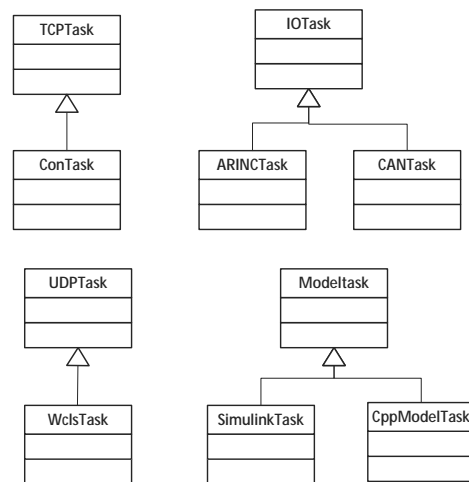 TCPTask
IOTask
ConTask
ARINCTask
CANTask
UDPTask
Modeltask
WclsTask
SimulinkTask
CppModelTask